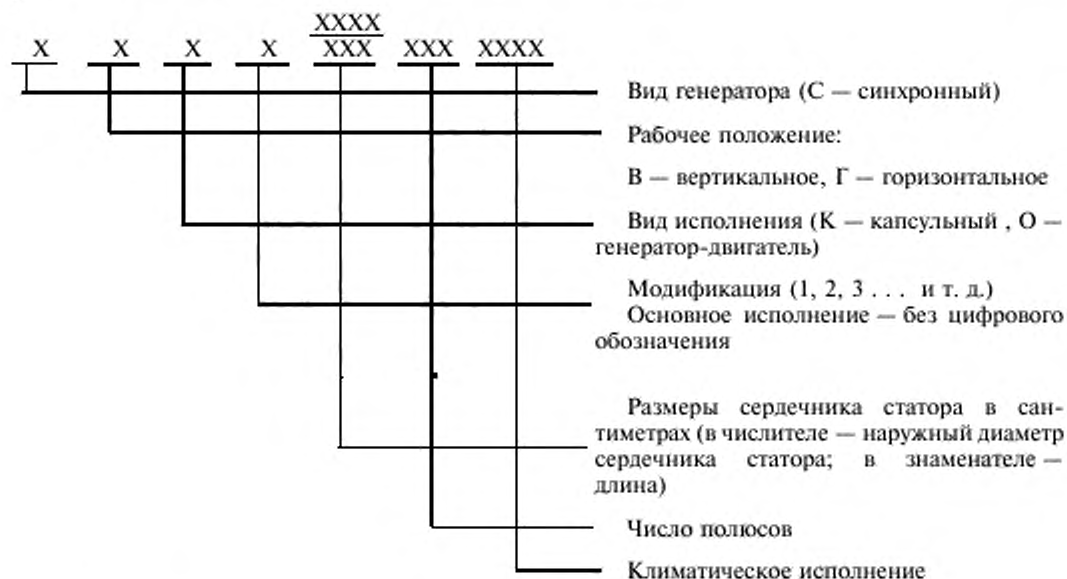 XXXX
X X X X XXX XXX XXXX
Вид генератора (С — синхронный)
Рабочее положение:
В — вертикальное, Г — горизонтальное
Вид исполнения (К — капсульный , О —
генератор-двигатель)
Модификация (1, 2, 3 . . . и т. д.)
Основное исполнение — без цифрового
обозначения
Размеры сердечника статора в сан-
тиметрах (в числителе — наружный диаметр
сердечника статора; в знаменателе —
длина)
Число полюсов
Климатическое исполнение